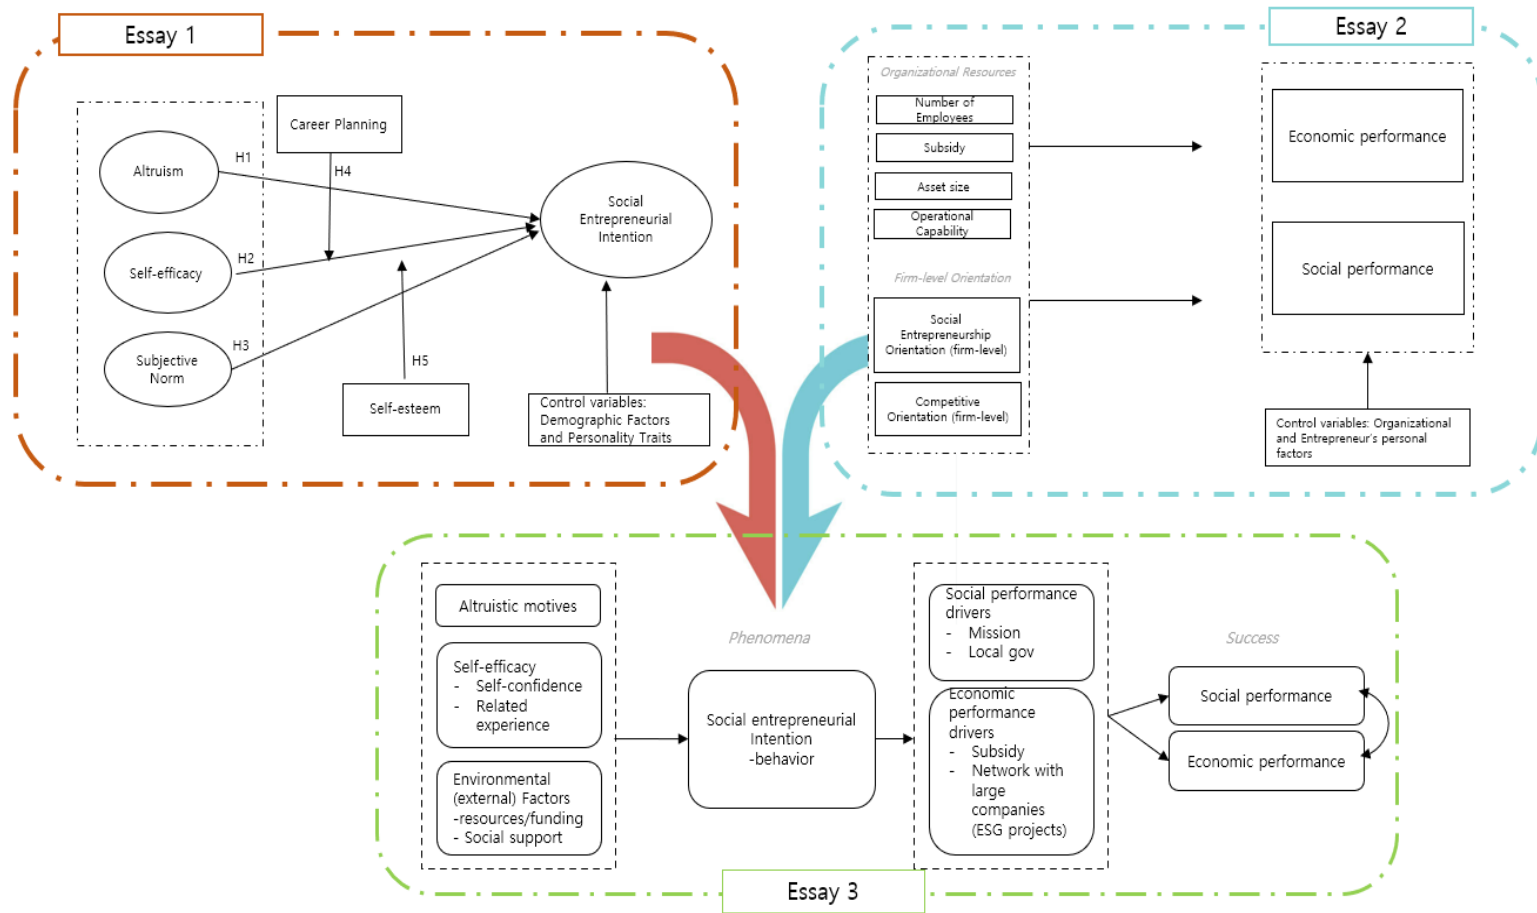 Essay 1
Career Planning
Altruism
H1
H4
Social
Entrepreneurial
Intention
Self-efficacy
H2
Subjective
Norm
H3
H5
Self-esteem
Control variables:
Demographic Factors
and Personality Traits
Essay 2
Organizational Resources
Number of
Employees
Subsidy
Asset size
Operational
Capability
Firm-level Orientation
Social
Entrepreneurship
Orientation (firm-level)
Competitive
Orientation (firm-level)
Economic performance
Social performance
Control variables: Organizational
and Entrepreneur's personal
factors
Altruistic motives
Self-efficacy
- Self-confidence
- Related
experience
Environmental
(external) Factors
-resources/funding
- Social support
Phenomena
Social entrepreneurial
Intention
-behavior
Social performance
drivers
- Mission
- Local gov
Economic
performance
drivers
- Subsidy
- Network with
large
companies
(ESG projects)
Success
Social performance
Economic performance
Essay 3